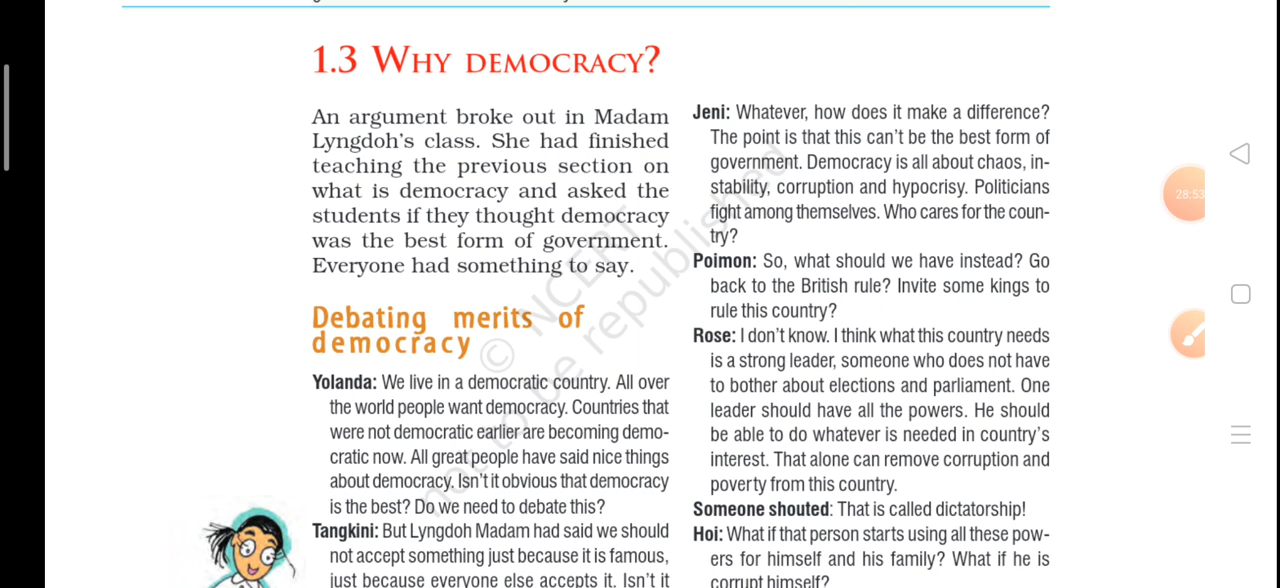 1.3 WHY DEMOCRACY?
An argument broke out in Madam
Lyngdoh's class. She had finished
teaching the previous section on
what is democracy and asked the
students if they thought democracy
was the best form of government.
Everyone had something to say.
Debating merits of
democracy
Yolanda: We live in a democratic country. All over
the world people want democracy. Countries that
were not democratic earlier are becoming demo-
cratic now. All great people have said nice things
about democracy. Isn't it obvious that democracy
is the best? Do we need to debate this?
Tangkini: But Lyngdoh Madam had said we should
not accept something just because it is famous,
just because everyone else accepts it. Isn't it
Jeni: Whatever, how does it make a difference?
The point is that this can't be the best form of
government. Democracy is all about chaos, in-
stability, corruption and hypocrisy. Politicians
fight among themselves. Who cares for the coun-
try?
Poimon: So, what should we have instead? Go
back to the British rule? Invite some kings to
rule this country?
Rose: I don't know. I think what this country needs
is a strong leader, someone who does not have
to bother about elections and parliament. One
leader should have all the powers. He should
be able to do whatever is needed in country's
interest. That alone can remove corruption and
poverty from this country.
Someone shouted: That is called dictatorship!
Hoi: What if that person starts using all these pow-
ers for himself and his family? What if he is
corrupt himself?
© NCERT
not to be republished
28:53